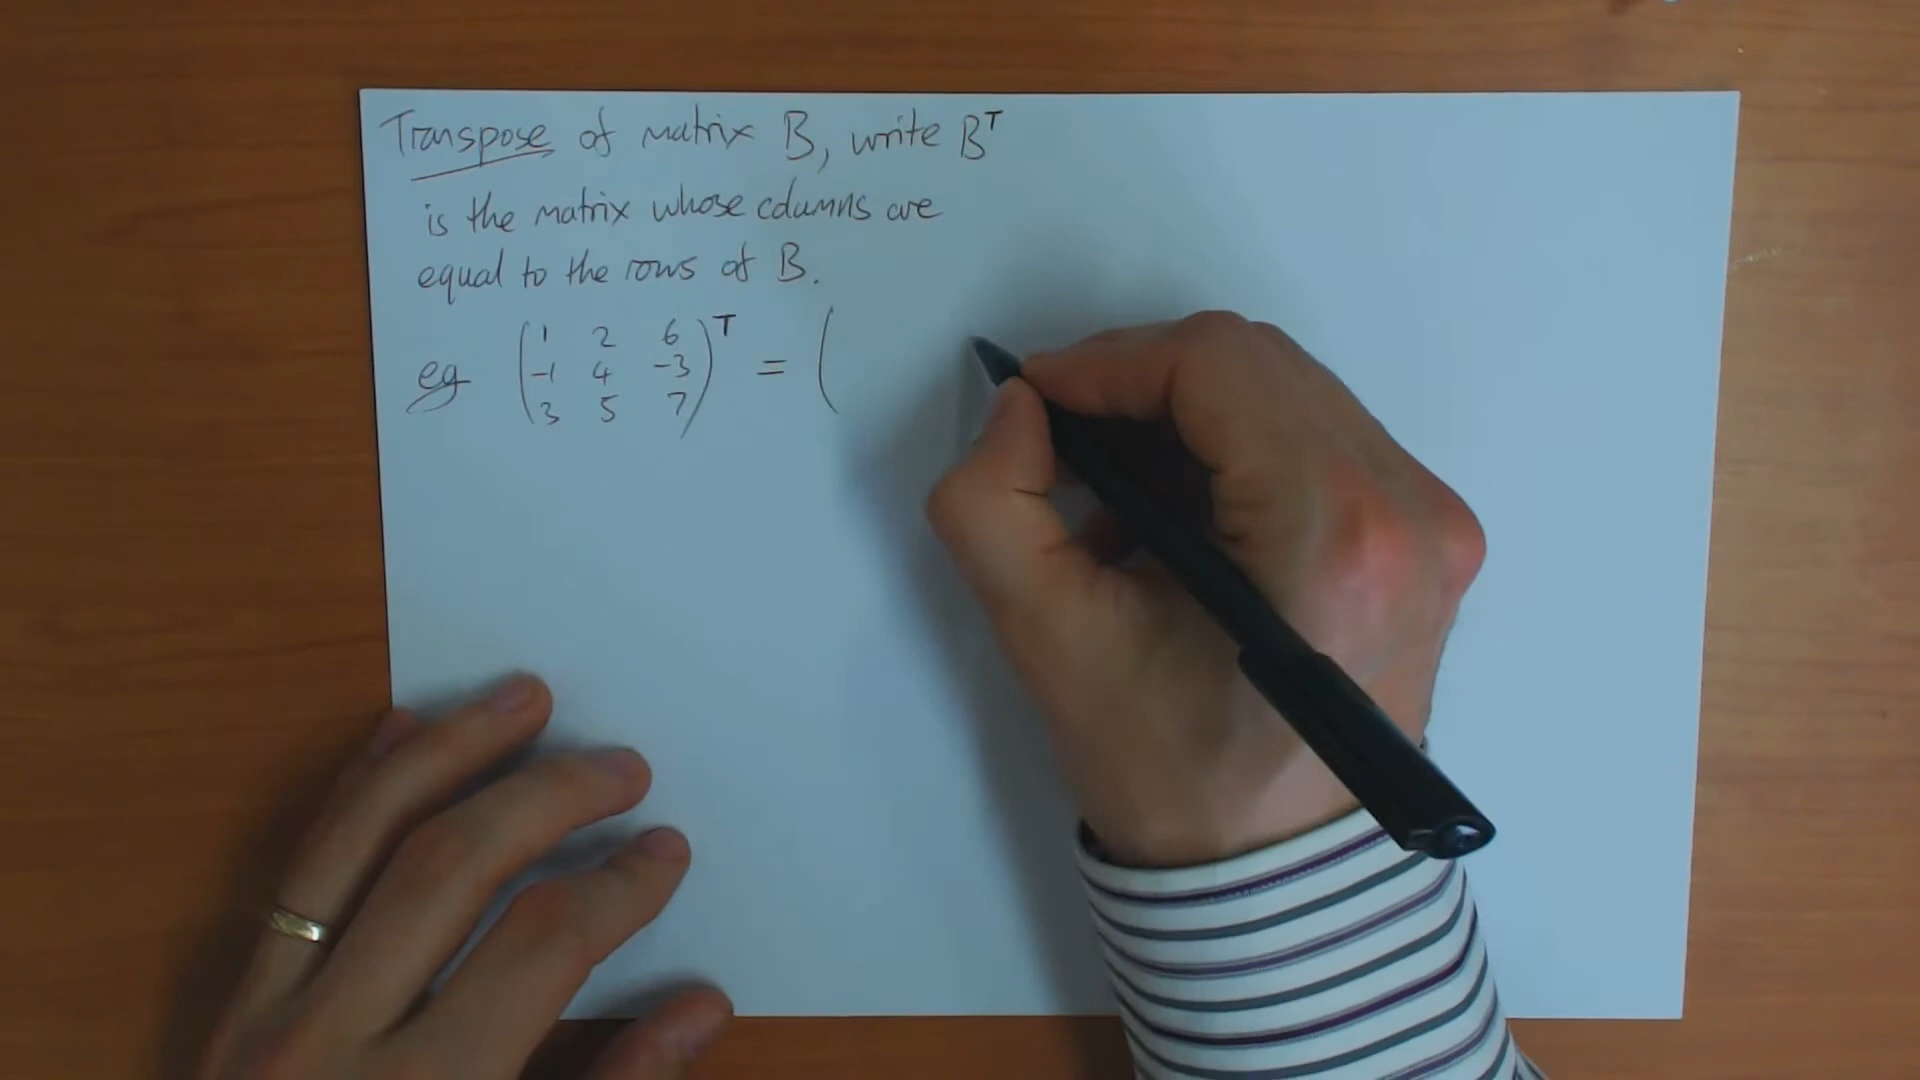 Transpose of matrix B, write Bᵀ
is the matrix whose columns are
equal to the rows of B.
eg ( 1 2 6 )ᵀ = (
-1 4 -3
3 5 7